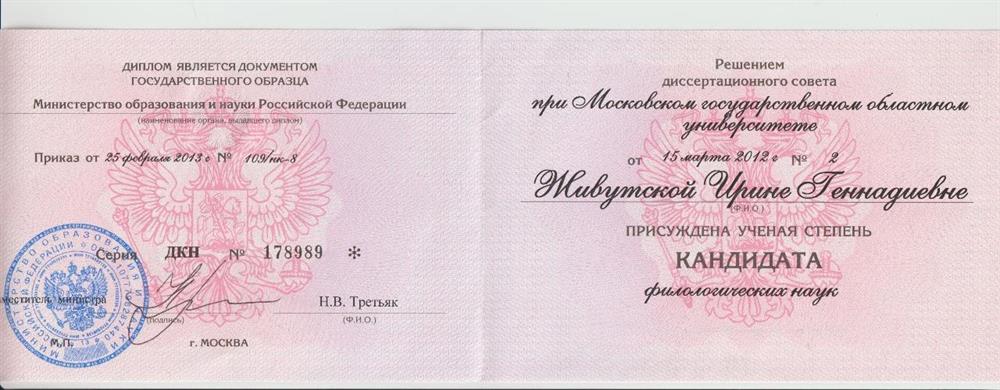 ДИПЛОМ ЯВЛЯЕТСЯ ДОКУМЕНТОМ
ГОСУДАРСТВЕННОГО ОБРАЗЦА
Министерство образования и науки Российской Федерации
(наименование органа, выдавшего диплом)
Приказ от 25 февраля 2013 г № 109/нк-8
Серия ДКН № 178989 *
меститель министра
Н.В. Третьяк
(подпись)
(Ф.И.О.)
М.П.
г. МОСКВА
Решением
диссертационного совета
при Московском государственном областном
университете
от 15 марта 2012 г № 2
Живутской Ирине Геннадиевне
(Ф.И.О.)
ПРИСУЖДЕНА УЧЕНАЯ СТЕПЕНЬ
КАНДИДАТА
филологических наук